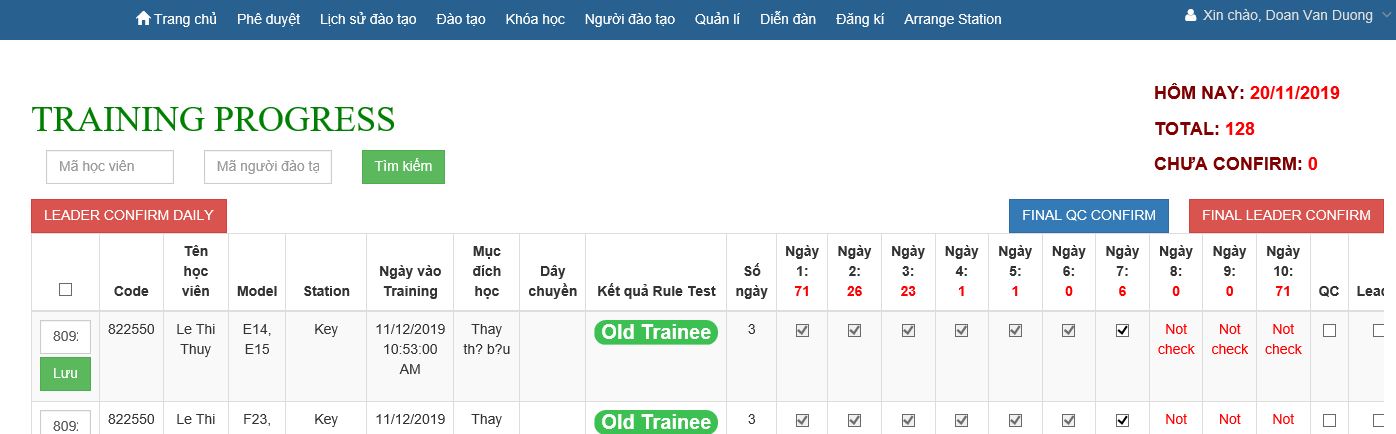 Trang chủ Phê duyệt Lịch sử đào tạo Đào tạo Khóa học Người đào tạo Quản lí Diễn đàn Đăng kí Arrange Station Xin chào, Doan Van Duong
HÔM NAY: 20/11/2019
TRAINING PROGRESS
TOTAL: 128
Mã học viên Mã người đào tạ Tìm kiếm
CHƯA CONFIRM: 0
LEADER CONFIRM DAILY FINAL QC CONFIRM FINAL LEADER CONFIRM
Code
Tên
học
viên
Model
Station
Ngày vào
Training
Mục
đích
học
Dây
chuyền
Kết quả Rule Test
Số
ngày
Ngày
1:
71
Ngày
2:
26
Ngày
3:
23
Ngày
4:
1
Ngày
5:
1
Ngày
6:
0
Ngày
7:
6
Ngày
8:
0
Ngày
9:
0
Ngày
10:
71
QC
Lead
809
Lưu
822550
Le Thi
Thuy
E14,
E15
Key
11/12/2019
10:53:00
AM
Thay
th? b?u
Old Trainee
3
Not
check
Not
check
Not
check
809
822550
Le Thi
F23,
Key
11/12/2019
Thay
Old Trainee
3
Not
Not
Not